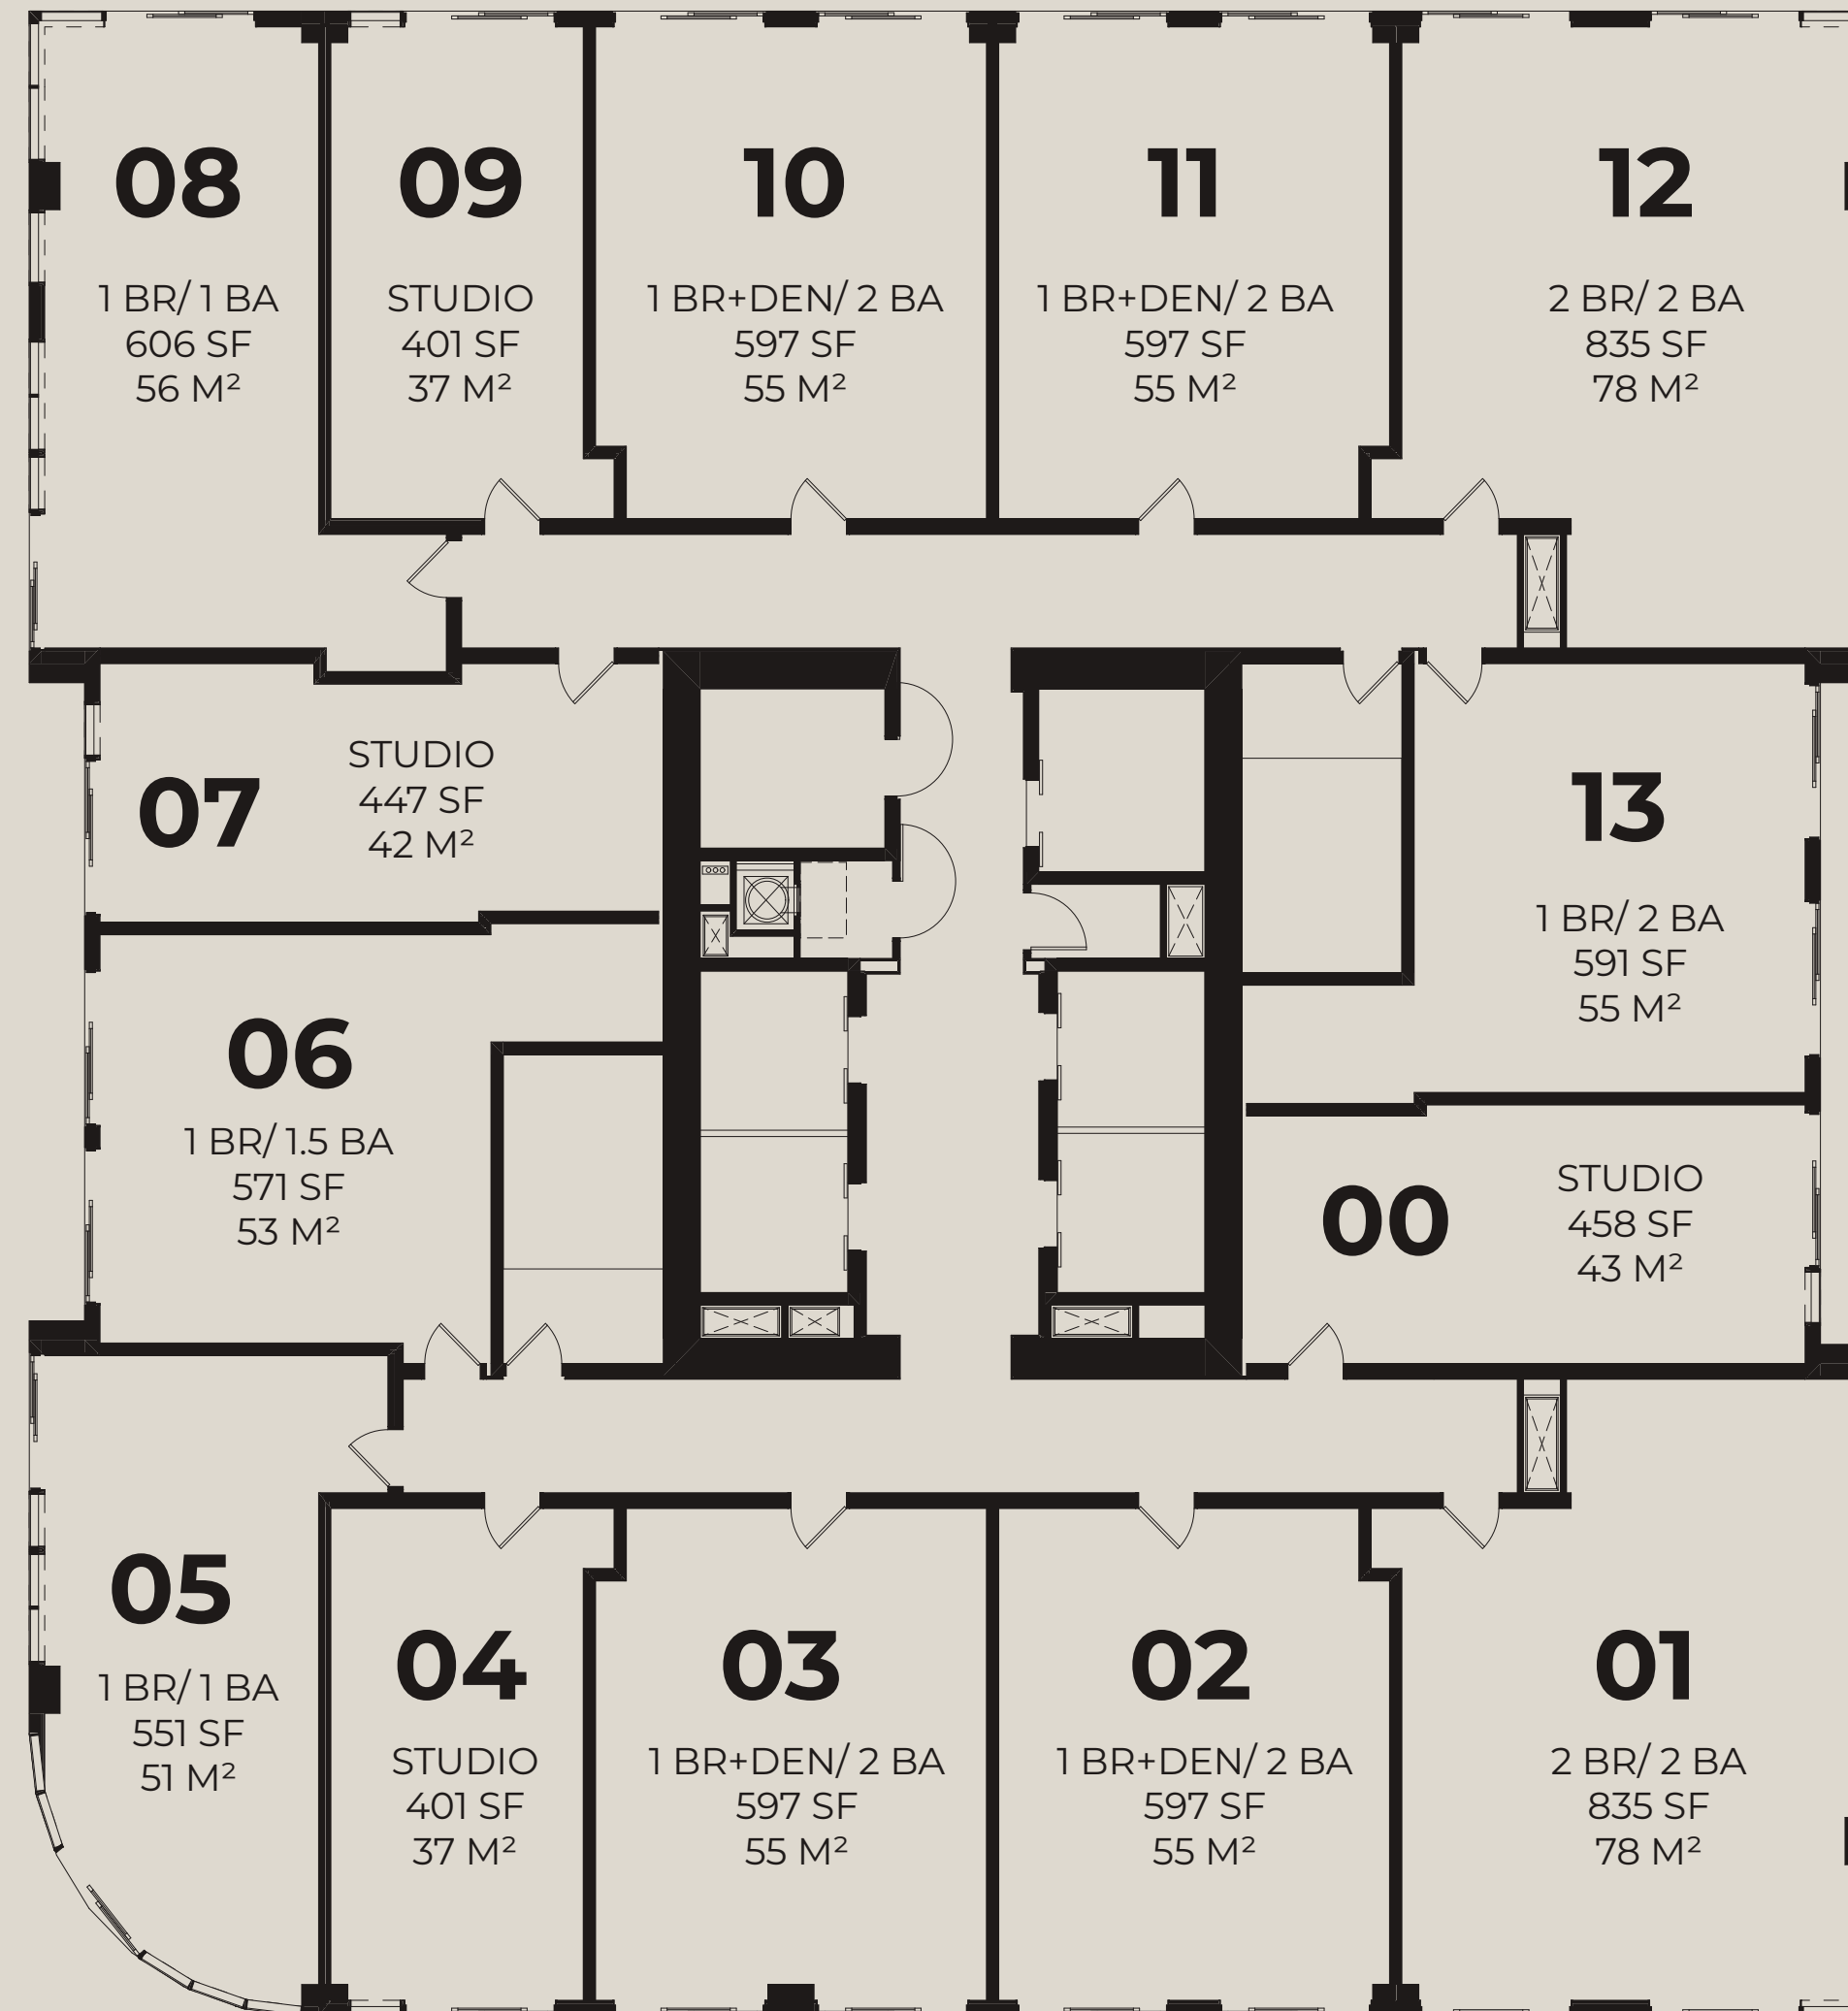 08
1 BR/ 1 BA
606 SF
56 M²
09
STUDIO
401 SF
37 M²
10
1 BR+DEN/ 2 BA
597 SF
55 M²
11
1 BR+DEN/ 2 BA
597 SF
55 M²
12
2 BR/ 2 BA
835 SF
78 M²
07
STUDIO
447 SF
42 M²
13
1 BR/ 2 BA
591 SF
55 M²
06
1 BR/ 1.5 BA
571 SF
53 M²
00
STUDIO
458 SF
43 M²
05
1 BR/ 1 BA
551 SF
51 M²
04
STUDIO
401 SF
37 M²
03
1 BR+DEN/ 2 BA
597 SF
55 M²
02
1 BR+DEN/ 2 BA
597 SF
55 M²
01
2 BR/ 2 BA
835 SF
78 M²